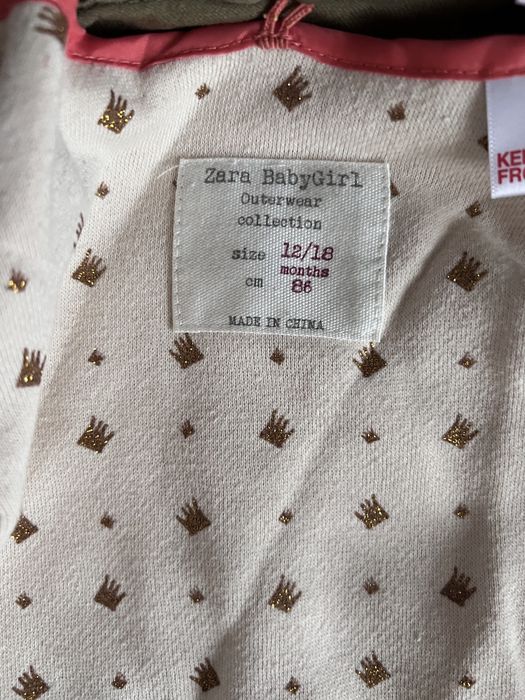 Zara BabyGirl
Outerwear
collection
size 12/18
months
cm 86
MADE IN CHINA